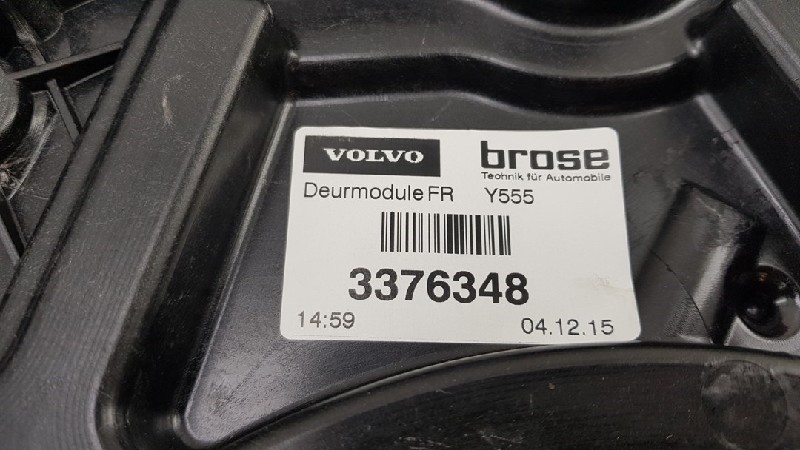 VOLVO brose
Technik für Automobile
Deurmodule FR Y555
3376348
14:59 04.12.15